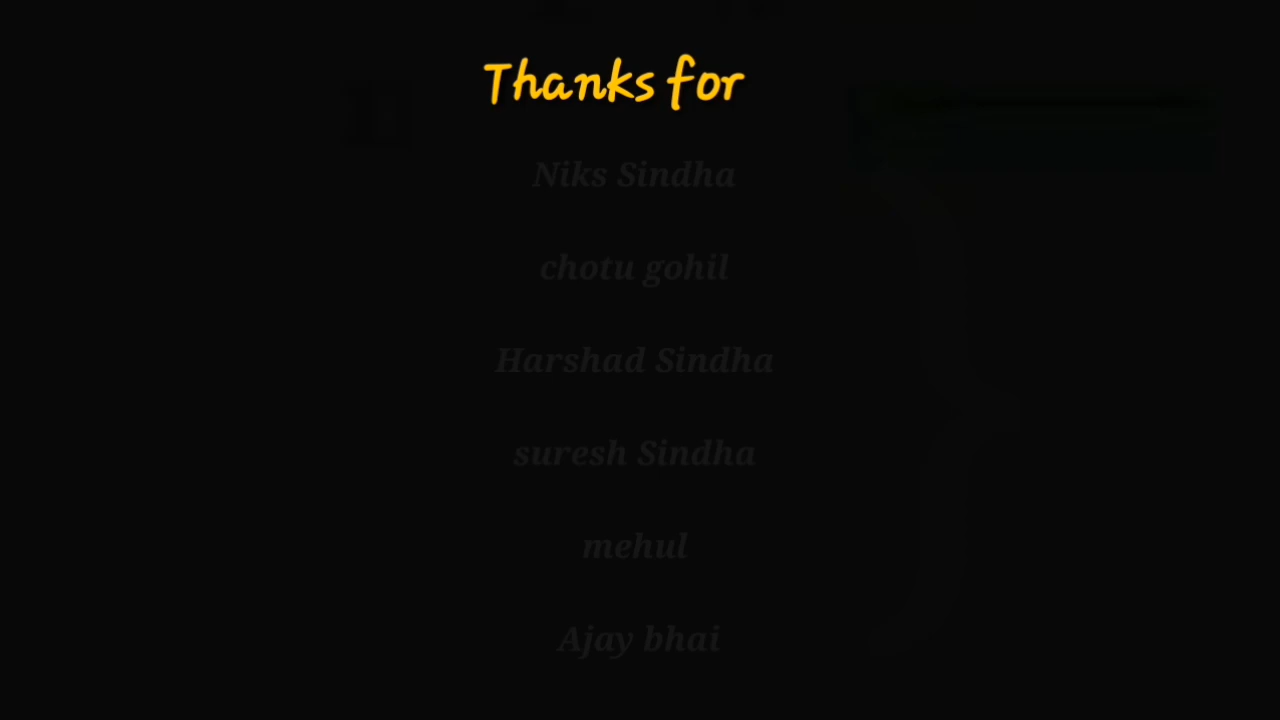 Thanks for
Niks Sindha
chotu gohil
Harshad Sindha
suresh Sindha
mehul
Ajay bhai